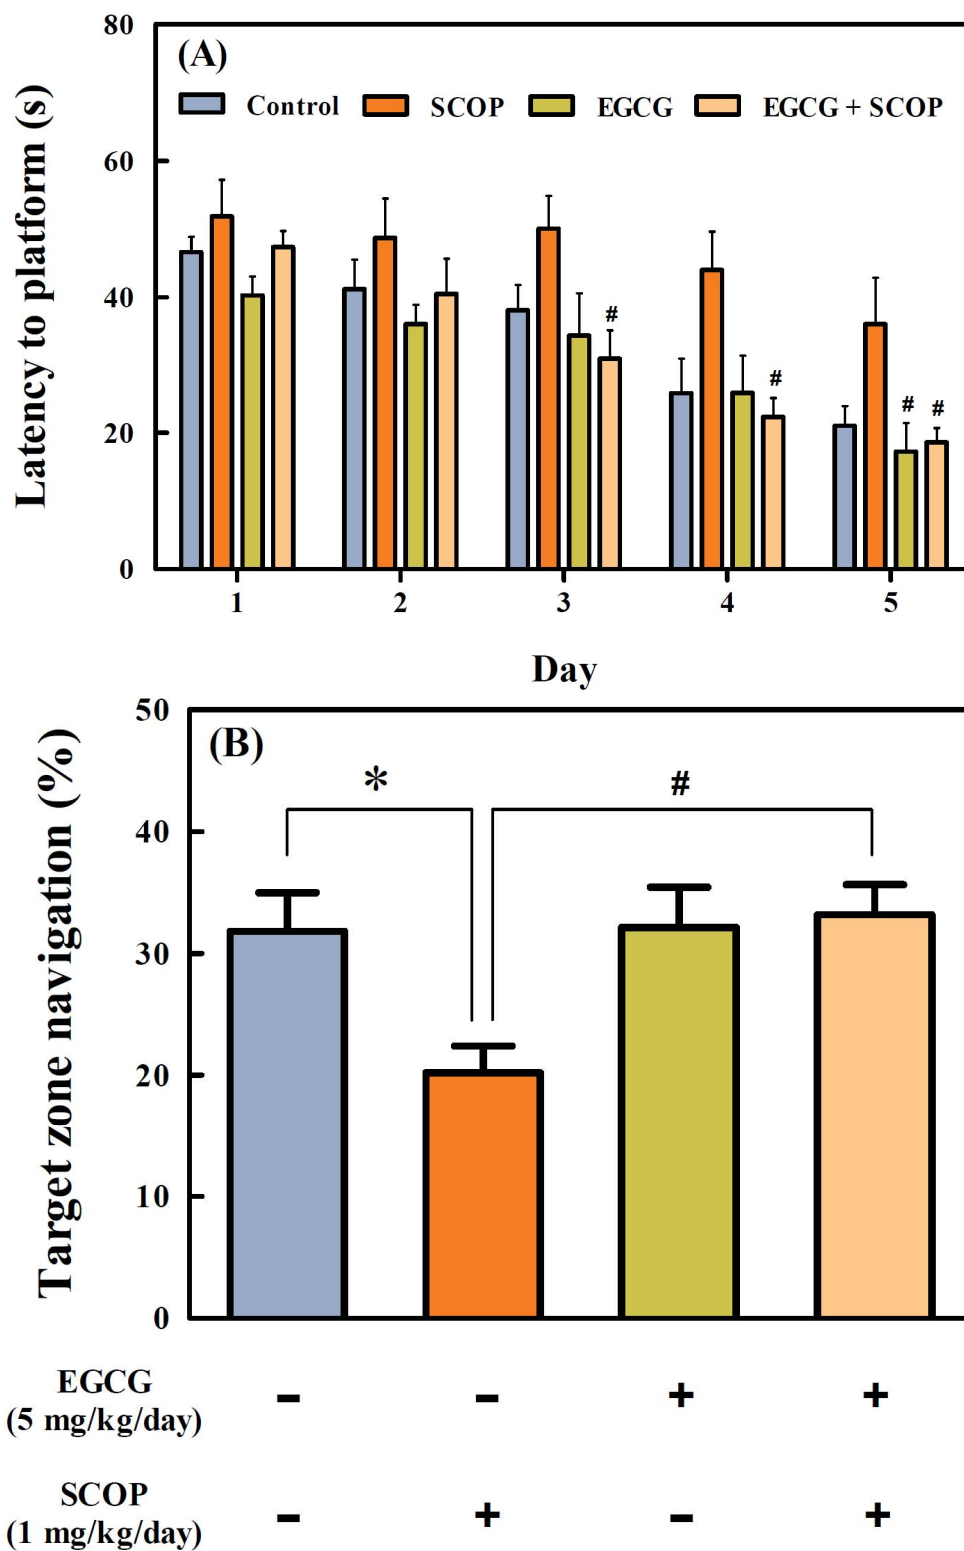 80
(A)
Control SCOP EGCG EGCG + SCOP
Latency to platform (s)
60
40
#
#
# #
20
0
1 2 3 4 5
Day
50
(B)
* #
Target zone navigation (%)
40
30
20
10
0
EGCG
(5 mg/kg/day) – – + +
SCOP
(1 mg/kg/day) – + – +